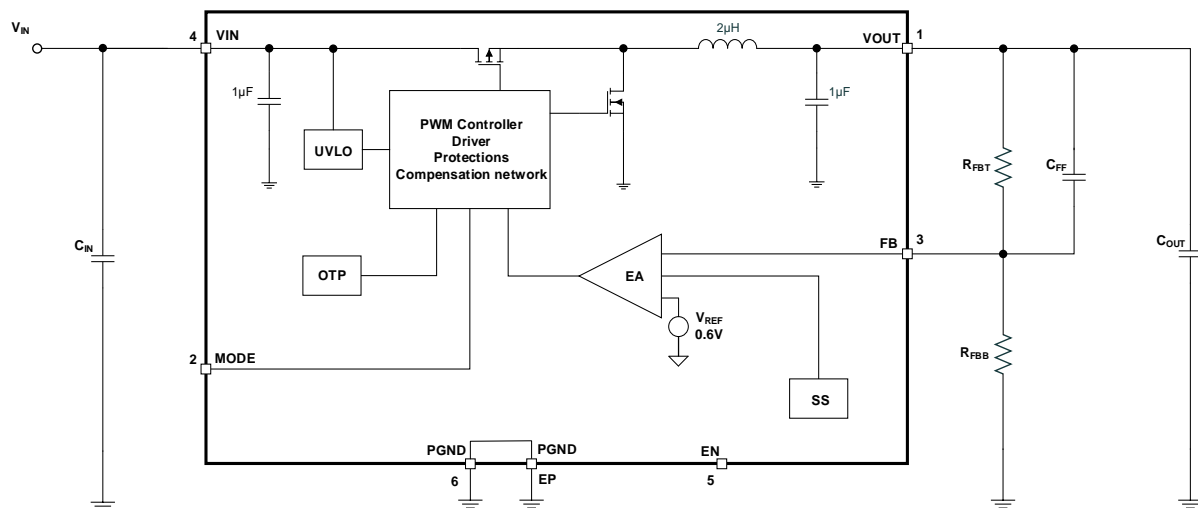 VIN
4
VIN
2µH
VOUT
1
1µF
1µF
PWM Controller
Driver
Protections
Compensation network
UVLO
RFBT
CFF
CIN
FB
3
COUT
OTP
EA
VREF
0.6V
2
MODE
RFBB
SS
PGND
PGND
EN
6
EP
5